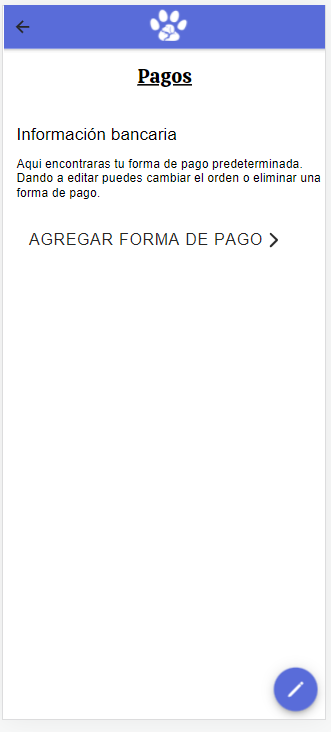 Pagos
Información bancaria
Aqui encontraras tu forma de pago predeterminada.
Dando a editar puedes cambiar el orden o eliminar una
forma de pago.
AGREGAR FORMA DE PAGO